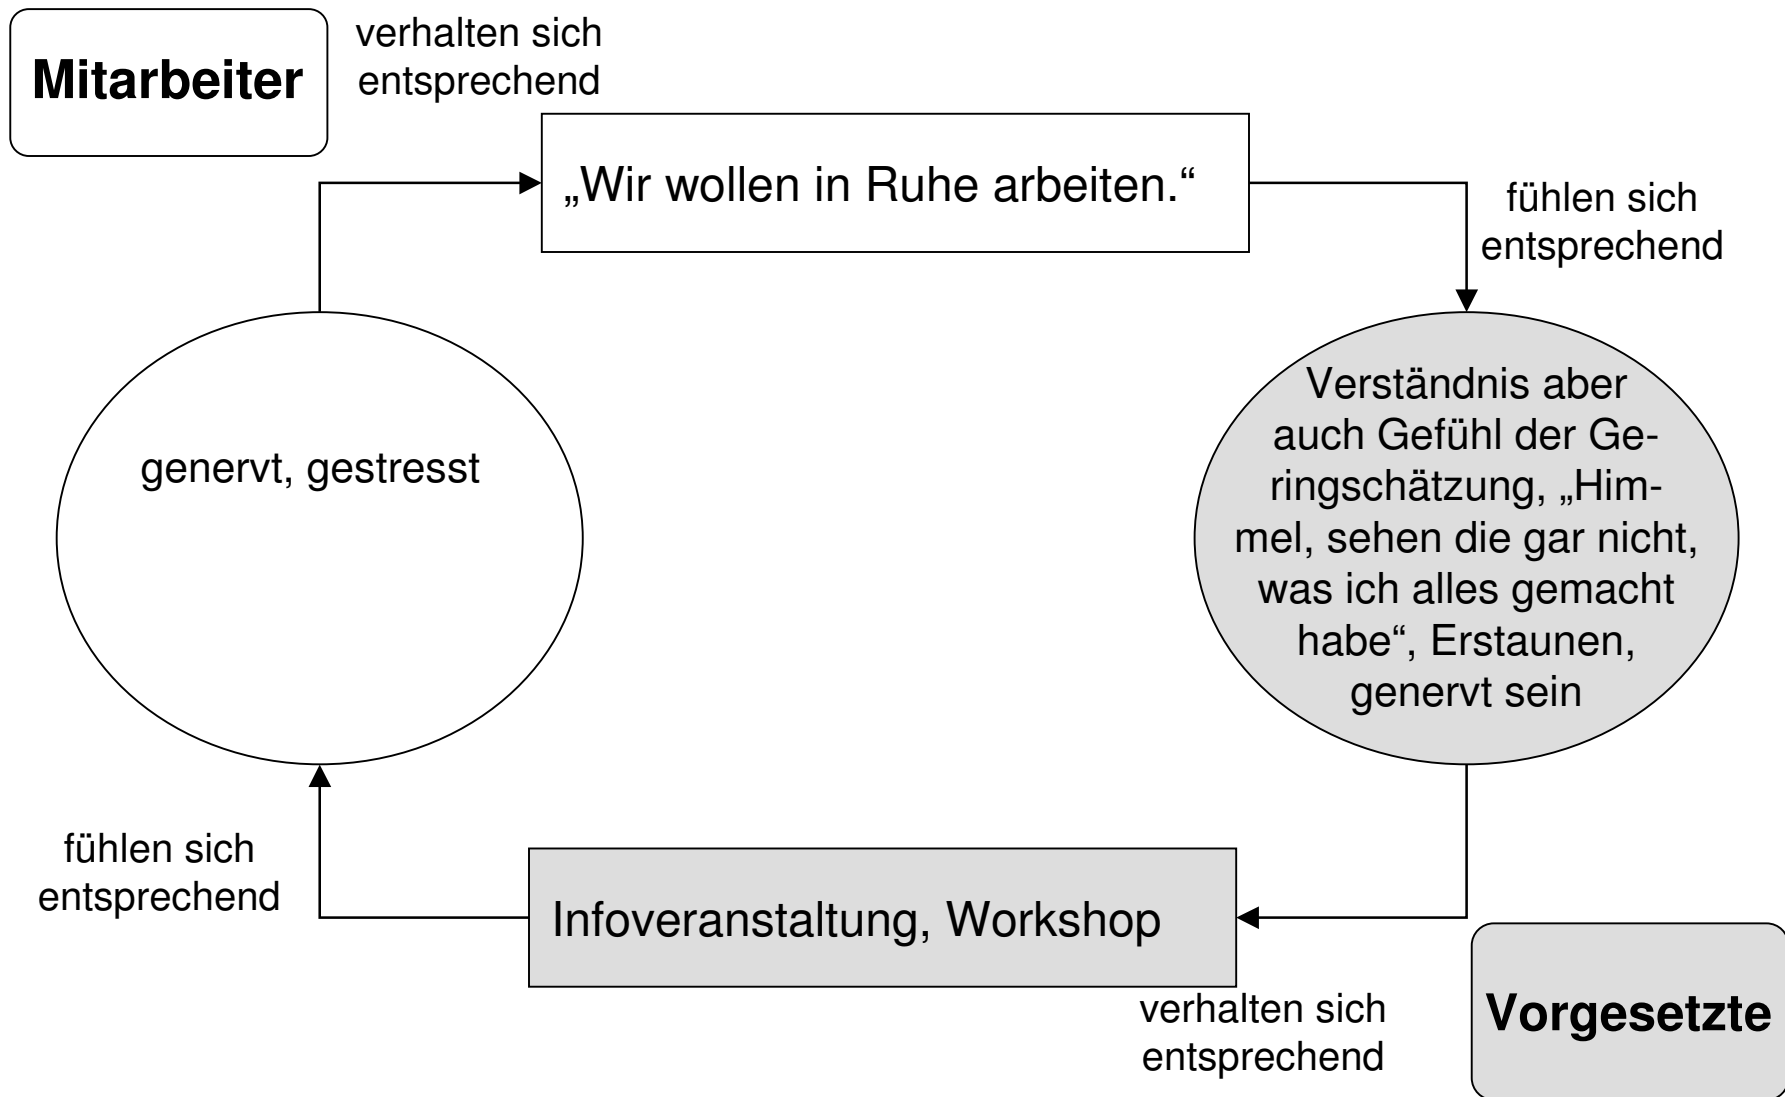 Mitarbeiter
verhalten sich
entsprechend
„Wir wollen in Ruhe arbeiten.“
fühlen sich
entsprechend
genervt, gestresst
Verständnis aber
auch Gefühl der Ge-
ringschätzung, „Him-
mel, sehen die gar nicht,
was ich alles gemacht
habe“, Erstaunen,
genervt sein
fühlen sich
entsprechend
Infoveranstaltung, Workshop
verhalten sich
entsprechend
Vorgesetzte